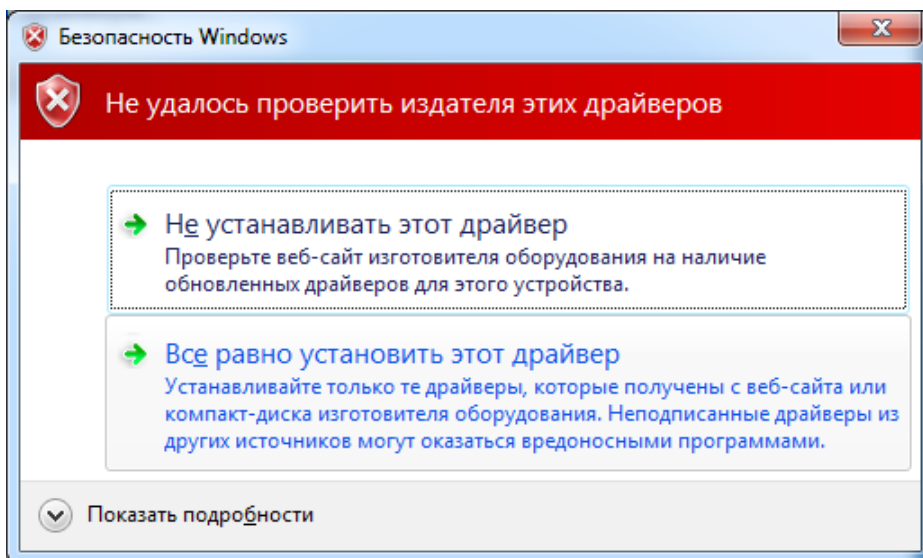 Безопасность Windows
Не удалось проверить издателя этих драйверов
Не устанавливать этот драйвер
Проверьте веб-сайт изготовителя оборудования на наличие
обновленных драйверов для этого устройства.
Все равно установить этот драйвер
Устанавливайте только те драйверы, которые получены с веб-сайта или
компакт-диска изготовителя оборудования. Неподписанные драйверы из
других источников могут оказаться вредоносными программами.
Показать подробности